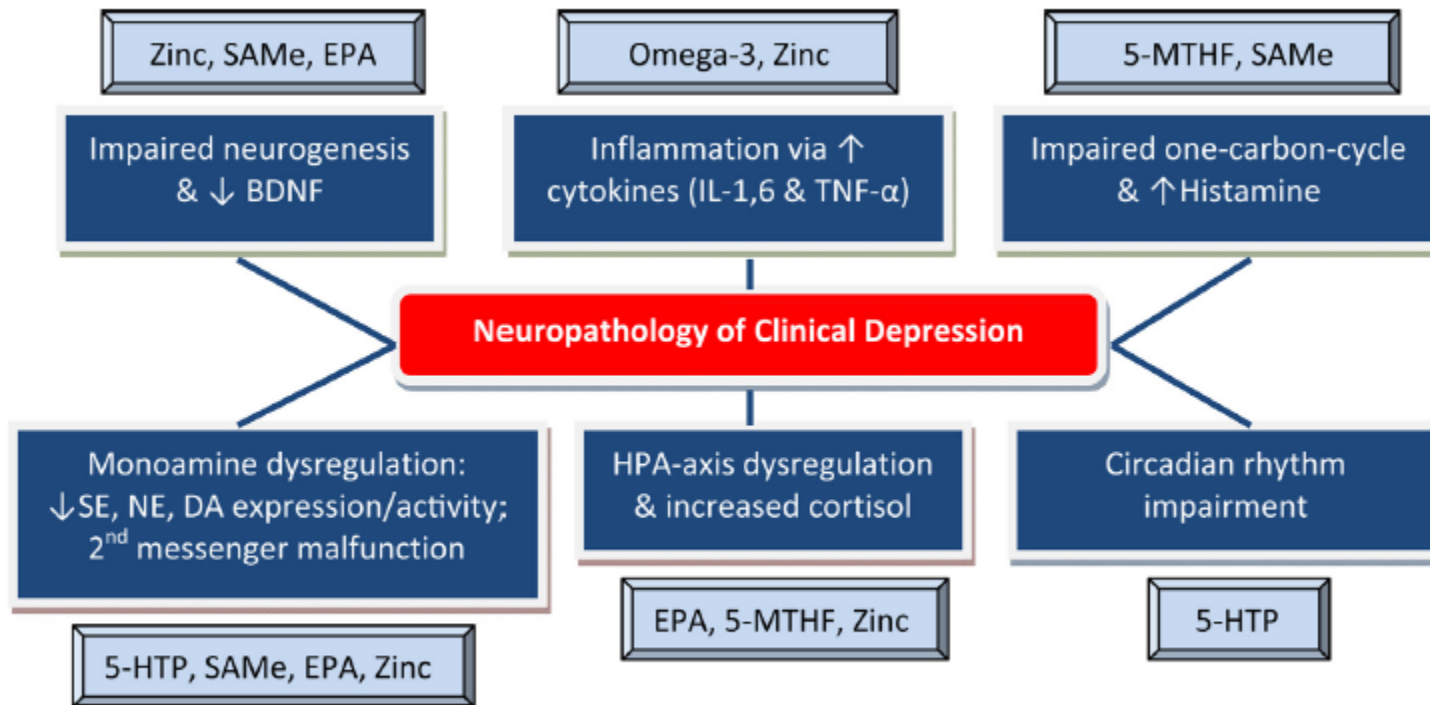 Zinc, SAMe, EPA
Omega-3, Zinc
5-MTHF, SAMe
Impaired neurogenesis
& ↓ BDNF
Inflammation via ↑
cytokines (IL-1,6 & TNF-α)
Impaired one-carbon-cycle
& ↑Histamine
Neuropathology of Clinical Depression
Monoamine dysregulation:
↓SE, NE, DA expression/activity;
2nd messenger malfunction
HPA-axis dysregulation
& increased cortisol
Circadian rhythm
impairment
5-HTP, SAMe, EPA, Zinc
EPA, 5-MTHF, Zinc
5-HTP